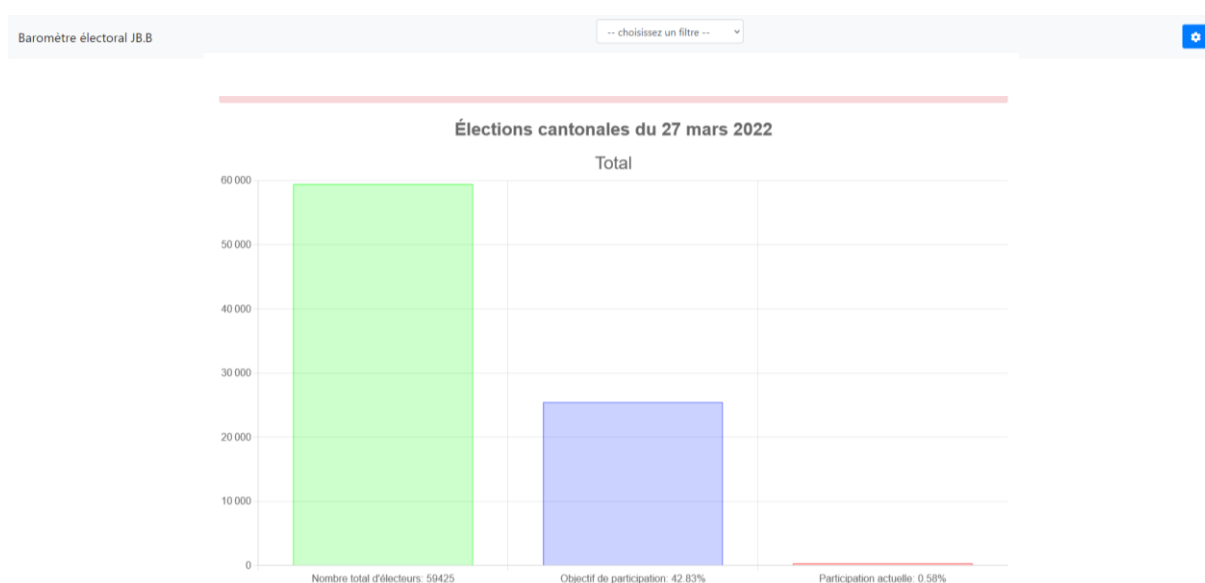 Baromètre électoral JB.B
-- choisissez un filtre --
Élections cantonales du 27 mars 2022
Total
60 000
50 000
40 000
30 000
20 000
10 000
0
Nombre total d'électeurs: 59425
Objectif de participation: 42.83%
Participation actuelle: 0.58%